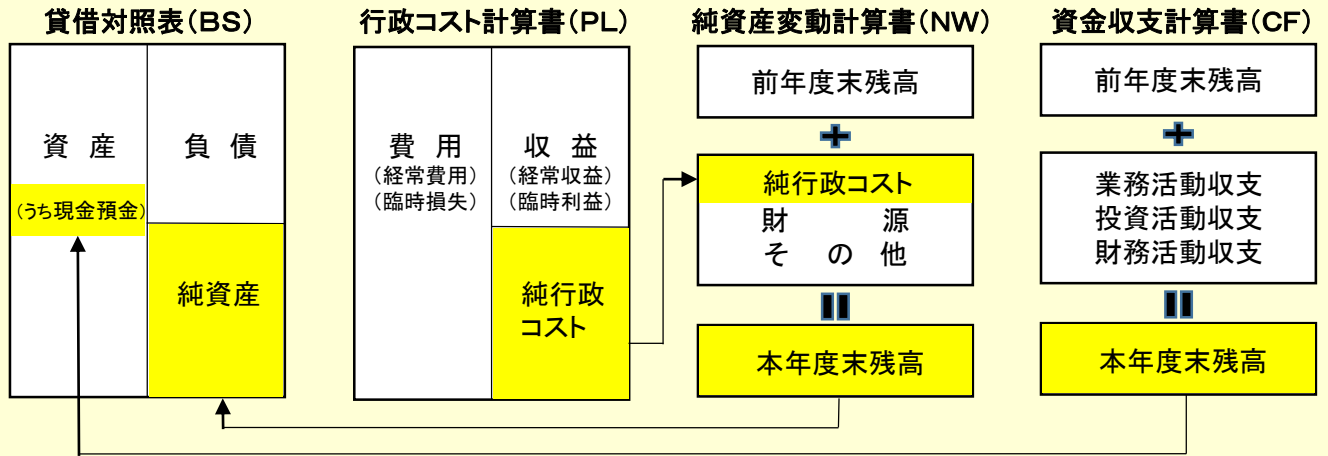 貸借対照表(BS)
資 産
(うち現金預金)
負 債
純資産
行政コスト計算書(PL)
費 用
(経常費用)
(臨時損失)
収 益
(経常収益)
(臨時利益)
純行政
コスト
純資産変動計算書(NW)
前年度末残高
+
純行政コスト
財 源
そ の 他
本年度末残高
資金収支計算書(CF)
前年度末残高
+
業務活動収支
投資活動収支
財務活動収支
本年度末残高